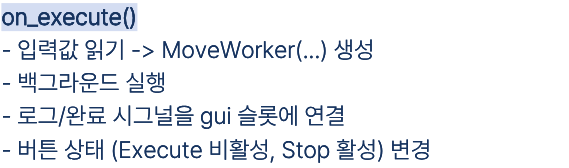 on_execute()
- 입력값 읽기 -> MoveWorker(...) 생성
- 백그라운드 실행
- 로그/완료 시그널을 gui 슬롯에 연결
- 버튼 상태 (Execute 비활성, Stop 활성) 변경